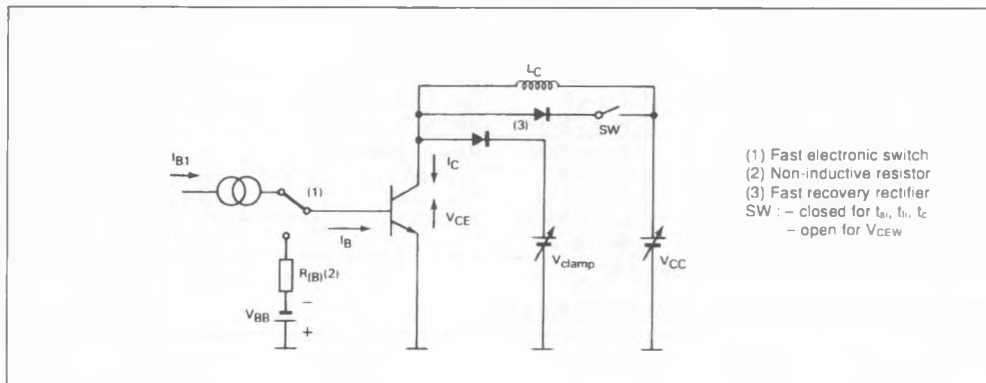 L_C
(3)
SW
I_B1
(1)
I_C
V_CE
I_B
R_(B)(2)
V_BB
–
+
V_clamp
V_CC
(1) Fast electronic switch
(2) Non-inductive resistor
(3) Fast recovery rectifier
SW : – closed for t_si, t_fi, t_c
– open for V_CEW